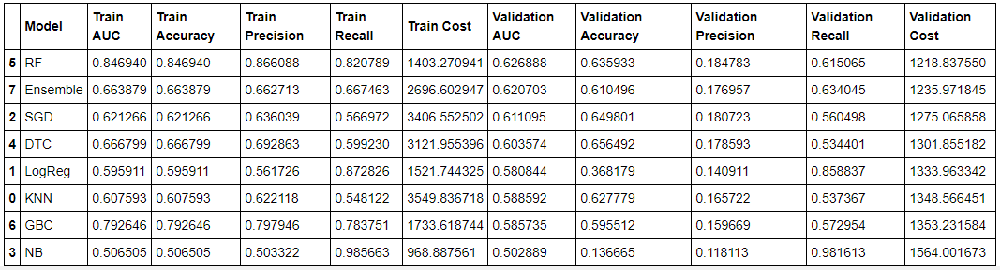 Model Train AUC Train Accuracy Train Precision Train Recall Train Cost Validation AUC Validation Accuracy Validation Precision Validation Recall Validation Cost
5 RF 0.846940 0.846940 0.866088 0.820789 1403.270941 0.626888 0.635933 0.184783 0.615065 1218.837550
7 Ensemble 0.663879 0.663879 0.662713 0.667463 2696.602947 0.620703 0.610496 0.176957 0.634045 1235.971845
2 SGD 0.621266 0.621266 0.636039 0.566972 3406.552502 0.611095 0.649801 0.180723 0.560498 1275.065858
4 DTC 0.666799 0.666799 0.692863 0.599230 3121.955396 0.603574 0.656492 0.178593 0.534401 1301.855182
1 LogReg 0.595911 0.595911 0.561726 0.872826 1521.744325 0.580844 0.368179 0.140911 0.858837 1333.963342
0 KNN 0.607593 0.607593 0.622118 0.548122 3549.836718 0.588592 0.627779 0.165722 0.537367 1348.566451
6 GBC 0.792646 0.792646 0.797946 0.783751 1733.618744 0.585735 0.595512 0.159669 0.572954 1353.231584
3 NB 0.506505 0.506505 0.503322 0.985663 968.887561 0.502889 0.136665 0.118113 0.981613 1564.001673